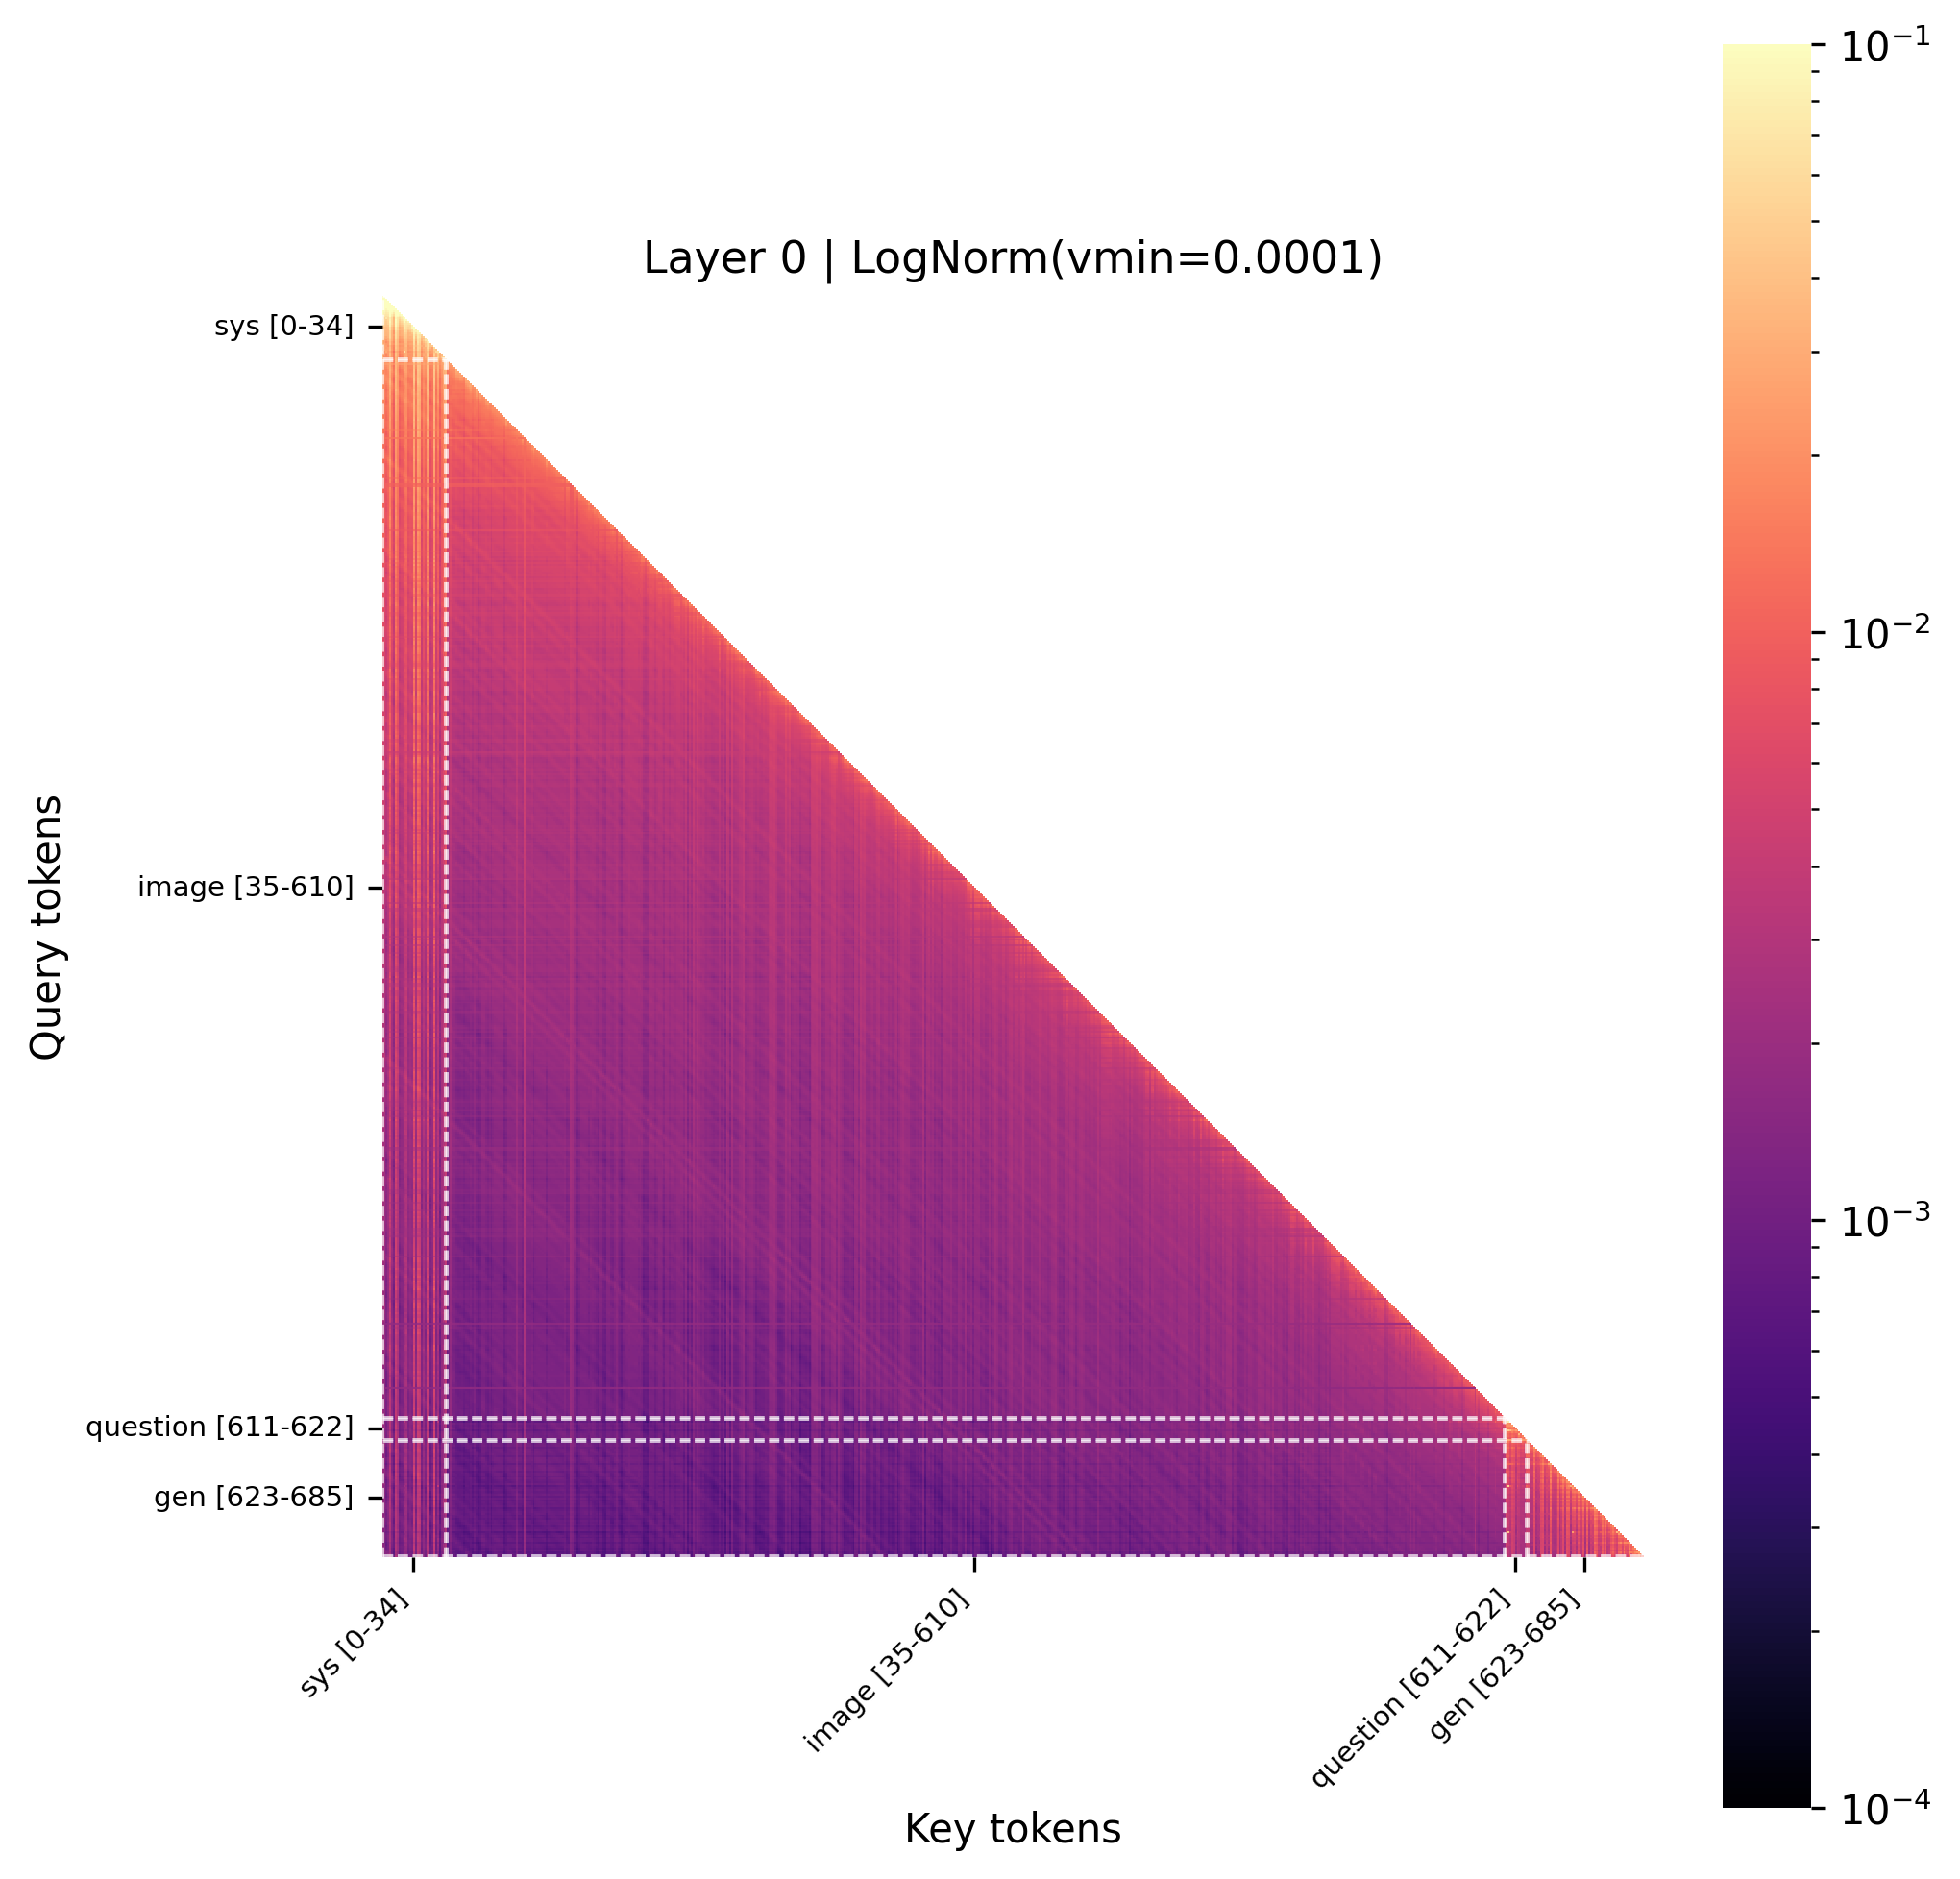 Layer 0 | LogNorm(vmin=0.0001)
Query tokens
sys [0-34]
image [35-610]
question [611-622]
gen [623-685]
sys [0-34]
image [35-610]
question [611-622]
gen [623-685]
Key tokens
10⁻¹
10⁻²
10⁻³
10⁻⁴